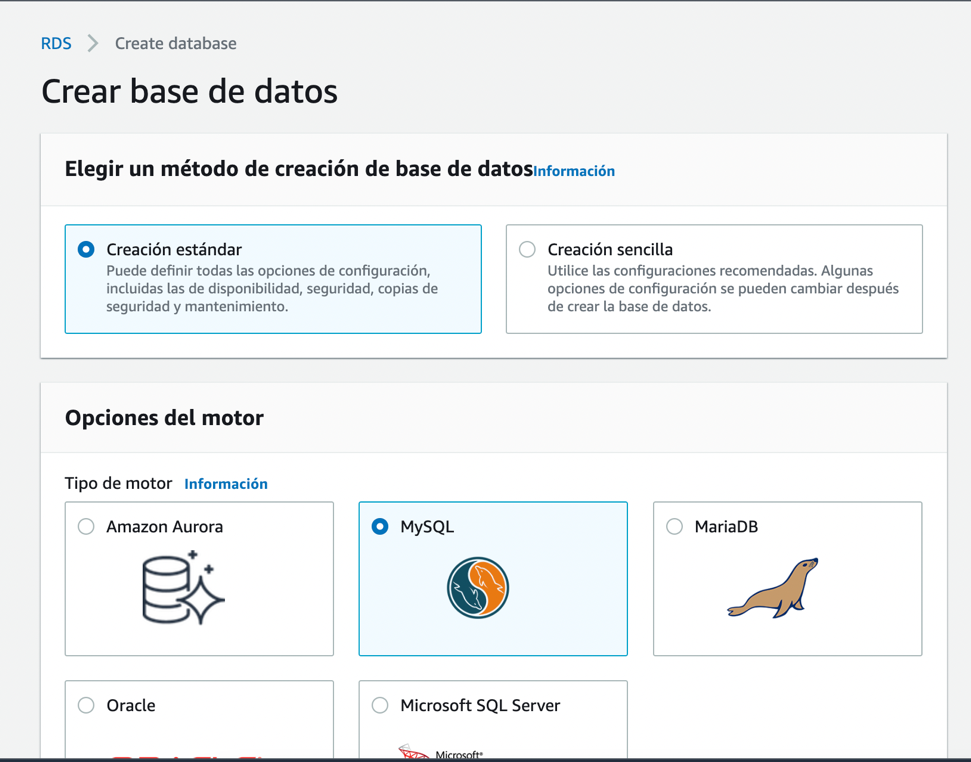 RDS > Create database
Crear base de datos
Elegir un método de creación de base de datosInformación
Creación estándar
Puede definir todas las opciones de configuración,
incluidas las de disponibilidad, seguridad, copias de
seguridad y mantenimiento.
Creación sencilla
Utilice las configuraciones recomendadas. Algunas
opciones de configuración se pueden cambiar después
de crear la base de datos.
Opciones del motor
Tipo de motor Información
Amazon Aurora
MySQL
MariaDB
Oracle
Microsoft SQL Server
Microsoft®